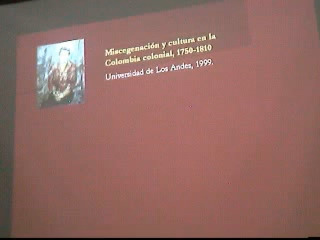 Miscegenación y cultura en la
Colombia colonial, 1750-1810
Universidad de Los Andes, 1999.